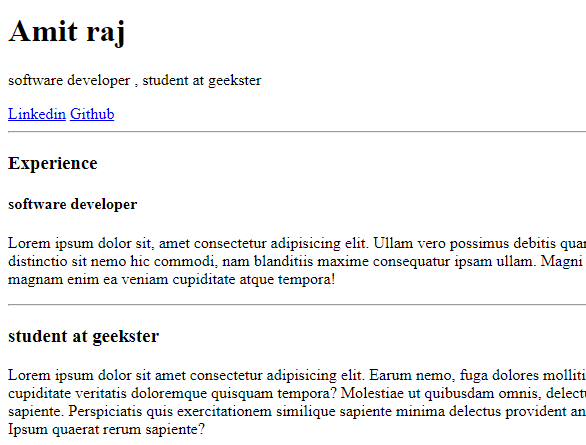 Amit raj
software developer , student at geekster
Linkedin Github
Experience
software developer
Lorem ipsum dolor sit, amet consectetur adipisicing elit. Ullam vero possimus debitis
distinctio sit nemo hic commodi, nam blanditiis maxime consequatur ipsam ullam. Magni
magnam enim ea veniam cupiditate atque tempora!
student at geekster
Lorem ipsum dolor sit amet consectetur adipisicing elit. Earum nemo, fuga dolores
cupiditate veritatis doloremque quisquam tempora? Molestiae ut quibusdam omnis,
sapiente. Perspiciatis quis exercitationem similique sapiente minima delectus provident
Ipsum quaerat rerum sapiente?